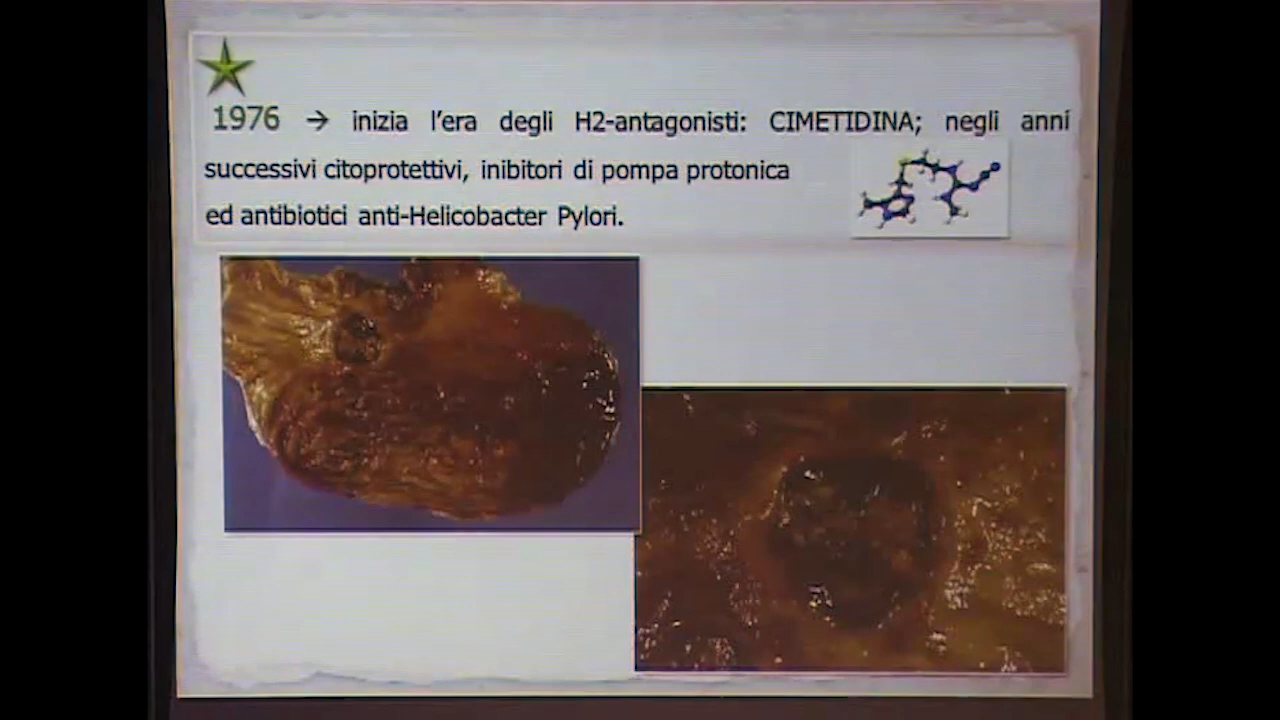 1976 → inizia l'era degli H2-antagonisti: CIMETIDINA; negli anni
successivi citoprotettivi, inibitori di pompa protonica
ed antibiotici anti-Helicobacter Pylori.